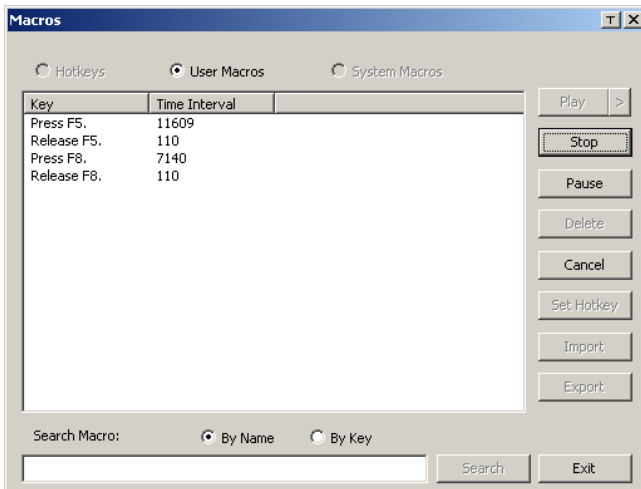 Macros
T X
Hotkeys User Macros System Macros
Key Time Interval
Press F5. 11609
Release F5. 110
Press F8. 7140
Release F8. 110
Play >
Stop
Pause
Delete
Cancel
Set Hotkey
Import
Export
Search Macro: By Name By Key
Search Exit